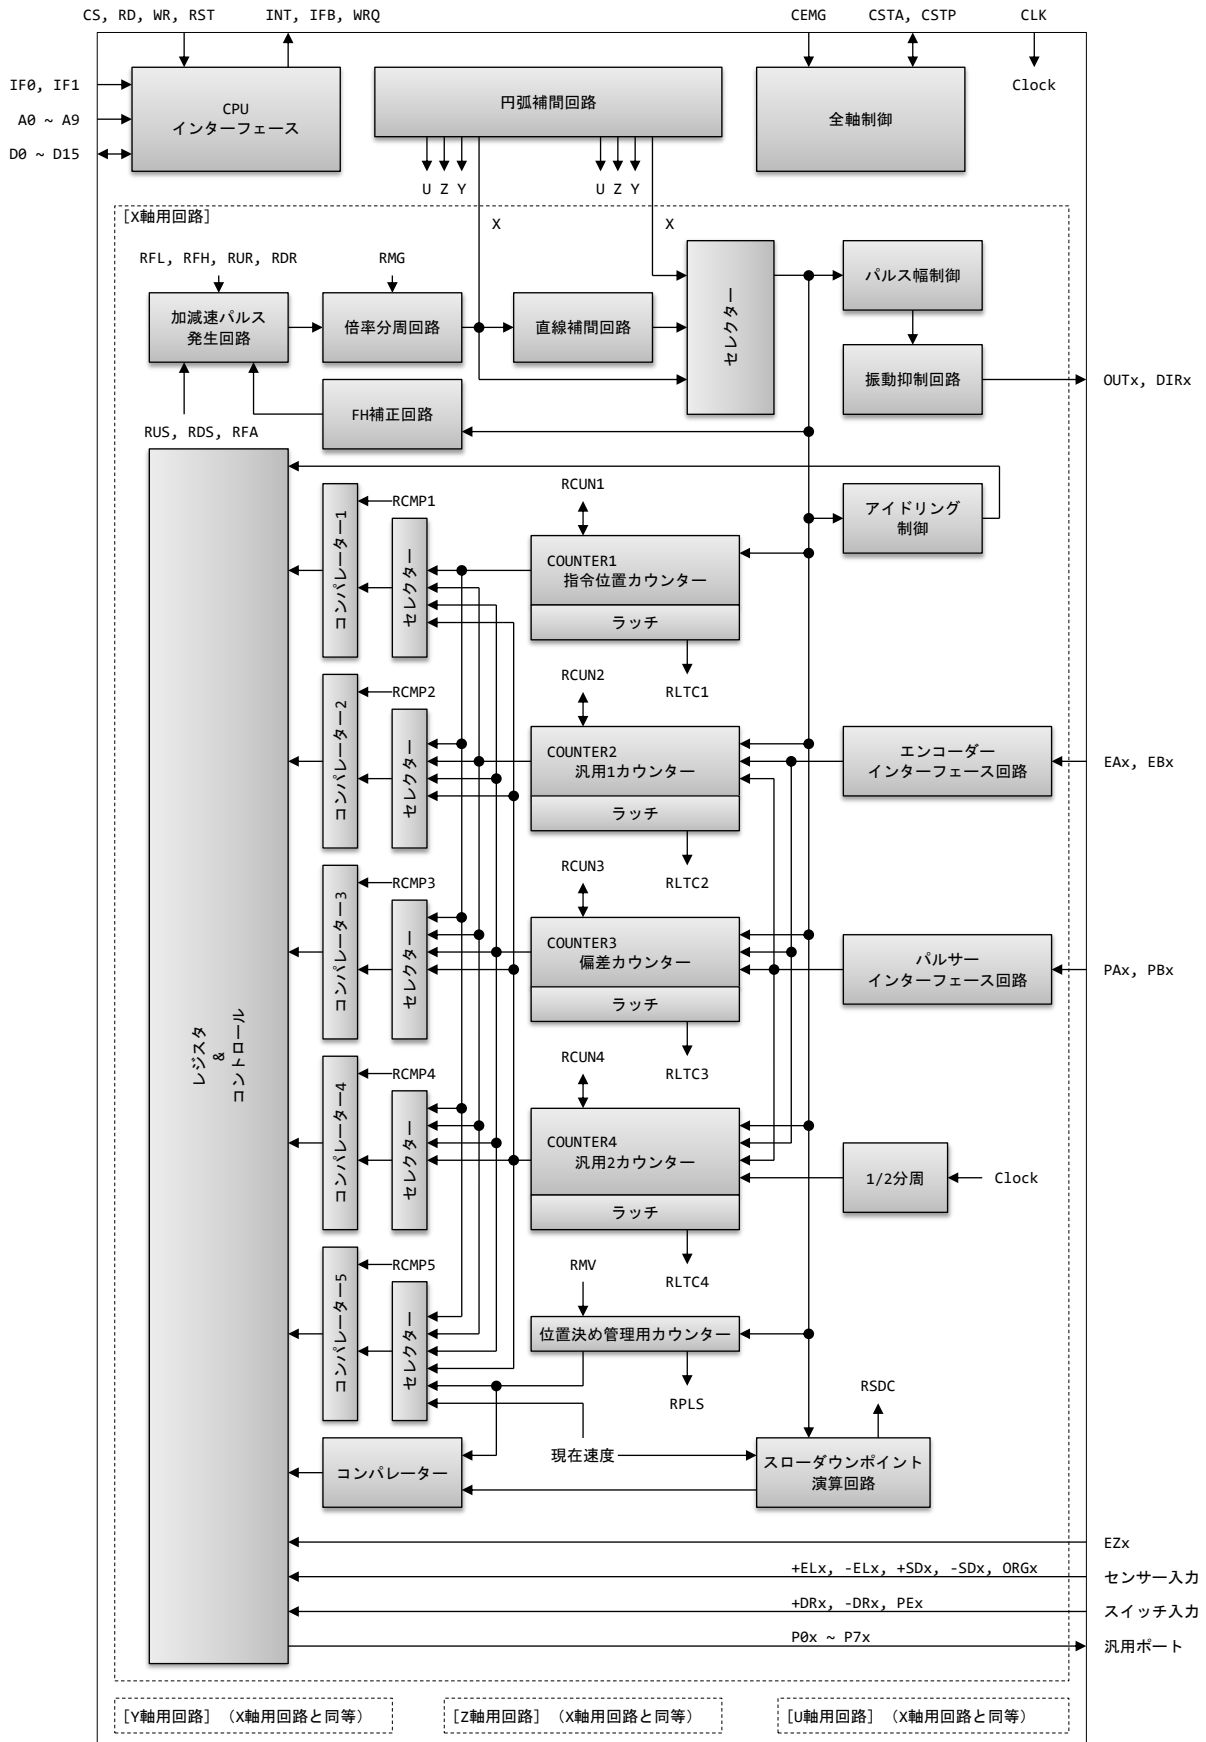 CS, RD, WR, RST
INT, IFB, WRQ
CEMG
CSTA, CSTP
CLK
IF0, IF1
A0 ~ A9
D0 ~ D15
CPU
インターフェース
円弧補間回路
全軸制御
Clock
U Z Y
U Z Y
[X軸用回路]
X
X
RFL, RFH, RUR, RDR
RMG
加減速パルス
発生回路
倍率分周回路
直線補間回路
セレクター
パルス幅制御
振動抑制回路
OUTx, DIRx
FH補正回路
RUS, RDS, RFA
レジスタ
&
コントロール
アイドリング
制御
コンパレーター1
RCMP1
セレクター
RCUN1
COUNTER1
指令位置カウンター
ラッチ
RLTC1
コンパレーター2
RCMP2
セレクター
RCUN2
COUNTER2
汎用1カウンター
ラッチ
RLTC2
エンコーダー
インターフェース回路
EAx, EBx
コンパレーター3
RCMP3
セレクター
RCUN3
COUNTER3
偏差カウンター
ラッチ
RLTC3
パルサー
インターフェース回路
PAx, PBx
コンパレーター4
RCMP4
セレクター
RCUN4
COUNTER4
汎用2カウンター
ラッチ
RLTC4
1/2分周
Clock
コンパレーター5
RCMP5
セレクター
RMV
位置決め管理用カウンター
RPLS
RSDC
現在速度
コンパレーター
スローダウンポイント
演算回路
EZx
+ELx, -ELx, +SDx, -SDx, ORGx
センサー入力
+DRx, -DRx, PEx
スイッチ入力
P0x ~ P7x
汎用ポート
[Y軸用回路] (X軸用回路と同等)
[Z軸用回路] (X軸用回路と同等)
[U軸用回路] (X軸用回路と同等)